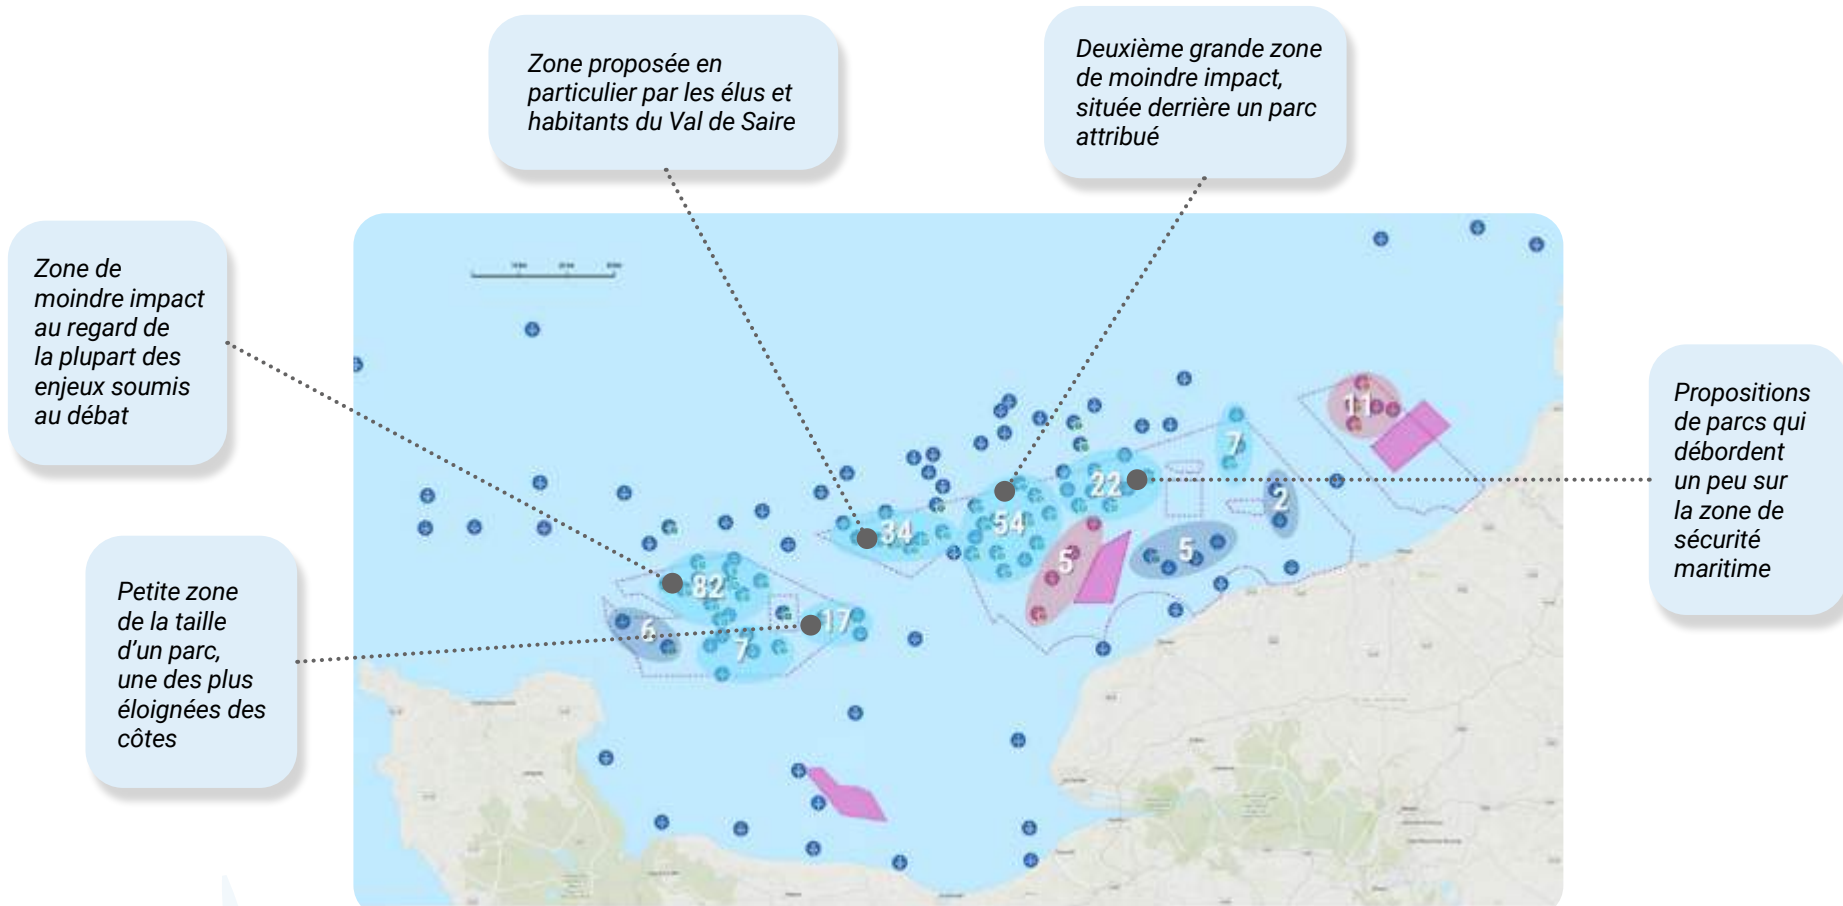 Zone proposée en
particulier par les élus et
habitants du Val de Saire
Deuxième grande zone
de moindre impact,
située derrière un parc
attribué
Zone de
moindre impact
au regard de
la plupart des
enjeux soumis
au débat
Propositions
de parcs qui
débordent
un peu sur
la zone de
sécurité
maritime
Petite zone
de la taille
d'un parc,
une des plus
éloignées des
côtes
11
7
22
2
54
34
5
5
82
17
6
7